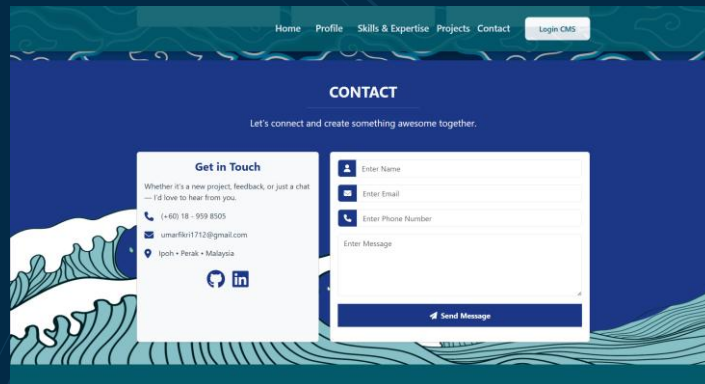 Home Profile Skills & Expertise Projects Contact Login CMS
CONTACT
Let's connect and create something awesome together.
Get in Touch
Whether it's a new project, feedback, or just a chat
— I'd love to hear from you.
(+60) 18 - 959 8505
umarfikri1712@gmail.com
Ipoh • Perak • Malaysia
Enter Name
Enter Email
Enter Phone Number
Enter Message
Send Message